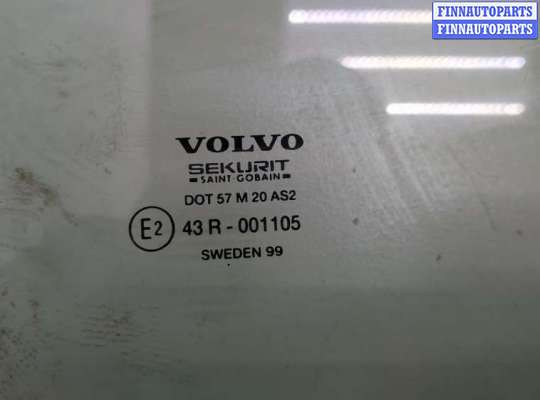 FINNAUTOPARTS
FINNAUTOPARTS
VOLVO
SEKURIT
SAINT-GOBAIN
DOT 57 M 20 AS2
E2 43 R - 001105
SWEDEN 99